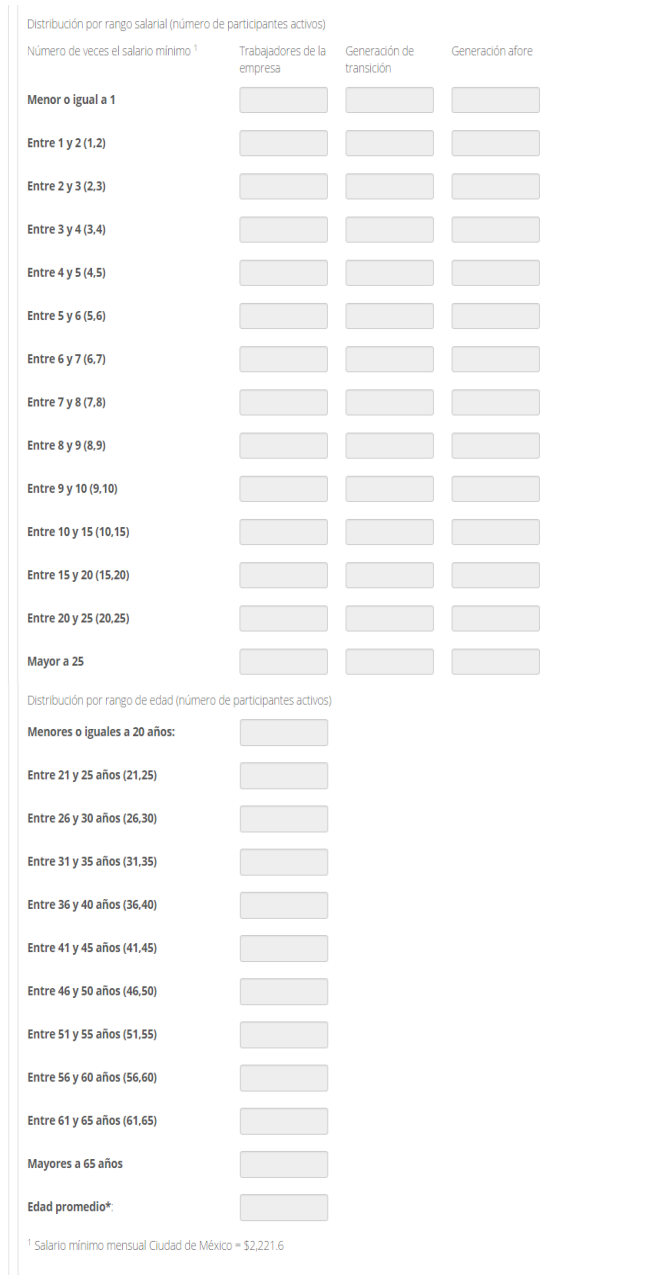 Distribución por rango salarial (número de participantes activos)
Número de veces el salario mínimo ¹ Trabajadores de la empresa Generación de transición Generación afore
Menor o igual a 1
Entre 1 y 2 (1,2)
Entre 2 y 3 (2,3)
Entre 3 y 4 (3,4)
Entre 4 y 5 (4,5)
Entre 5 y 6 (5,6)
Entre 6 y 7 (6,7)
Entre 7 y 8 (7,8)
Entre 8 y 9 (8,9)
Entre 9 y 10 (9,10)
Entre 10 y 15 (10,15)
Entre 15 y 20 (15,20)
Entre 20 y 25 (20,25)
Mayor a 25
Distribución por rango de edad (número de participantes activos)
Menores o iguales a 20 años:
Entre 21 y 25 años (21,25)
Entre 26 y 30 años (26,30)
Entre 31 y 35 años (31,35)
Entre 36 y 40 años (36,40)
Entre 41 y 45 años (41,45)
Entre 46 y 50 años (46,50)
Entre 51 y 55 años (51,55)
Entre 56 y 60 años (56,60)
Entre 61 y 65 años (61,65)
Mayores a 65 años
Edad promedio*:
¹ Salario mínimo mensual Ciudad de México = $2,221.6